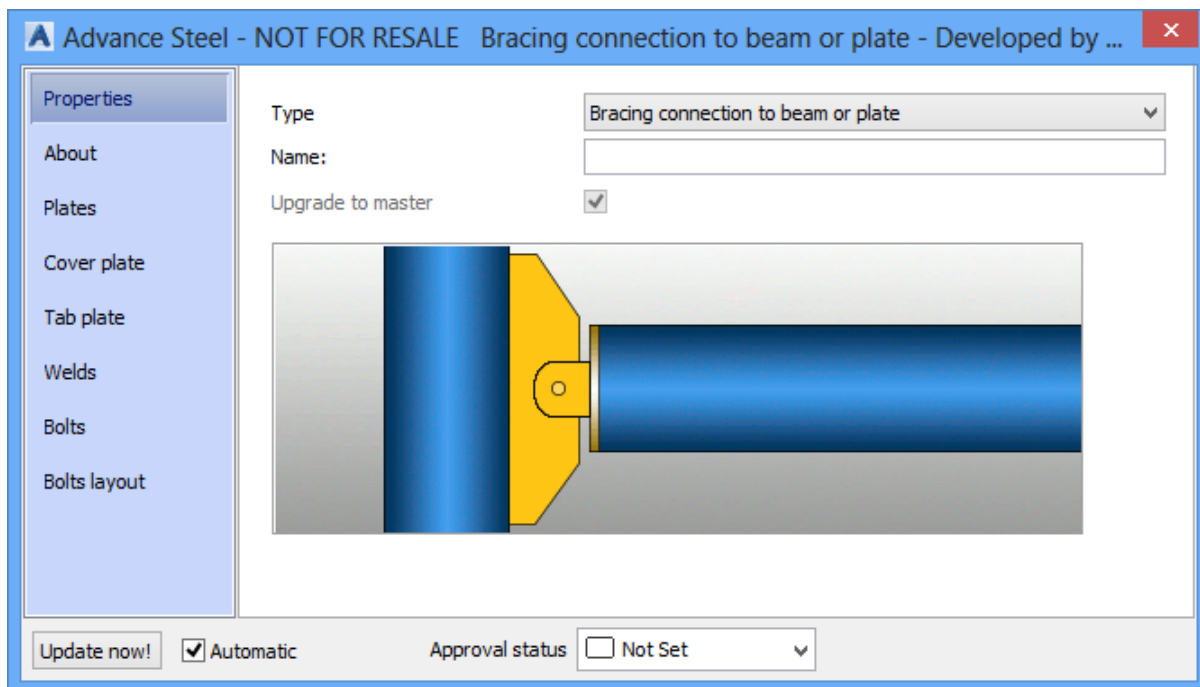 Advance Steel - NOT FOR RESALE Bracing connection to beam or plate - Developed by ...
Properties
About
Plates
Cover plate
Tab plate
Welds
Bolts
Bolts layout
Type Bracing connection to beam or plate
Name:
Upgrade to master
Update now! Automatic Approval status Not Set